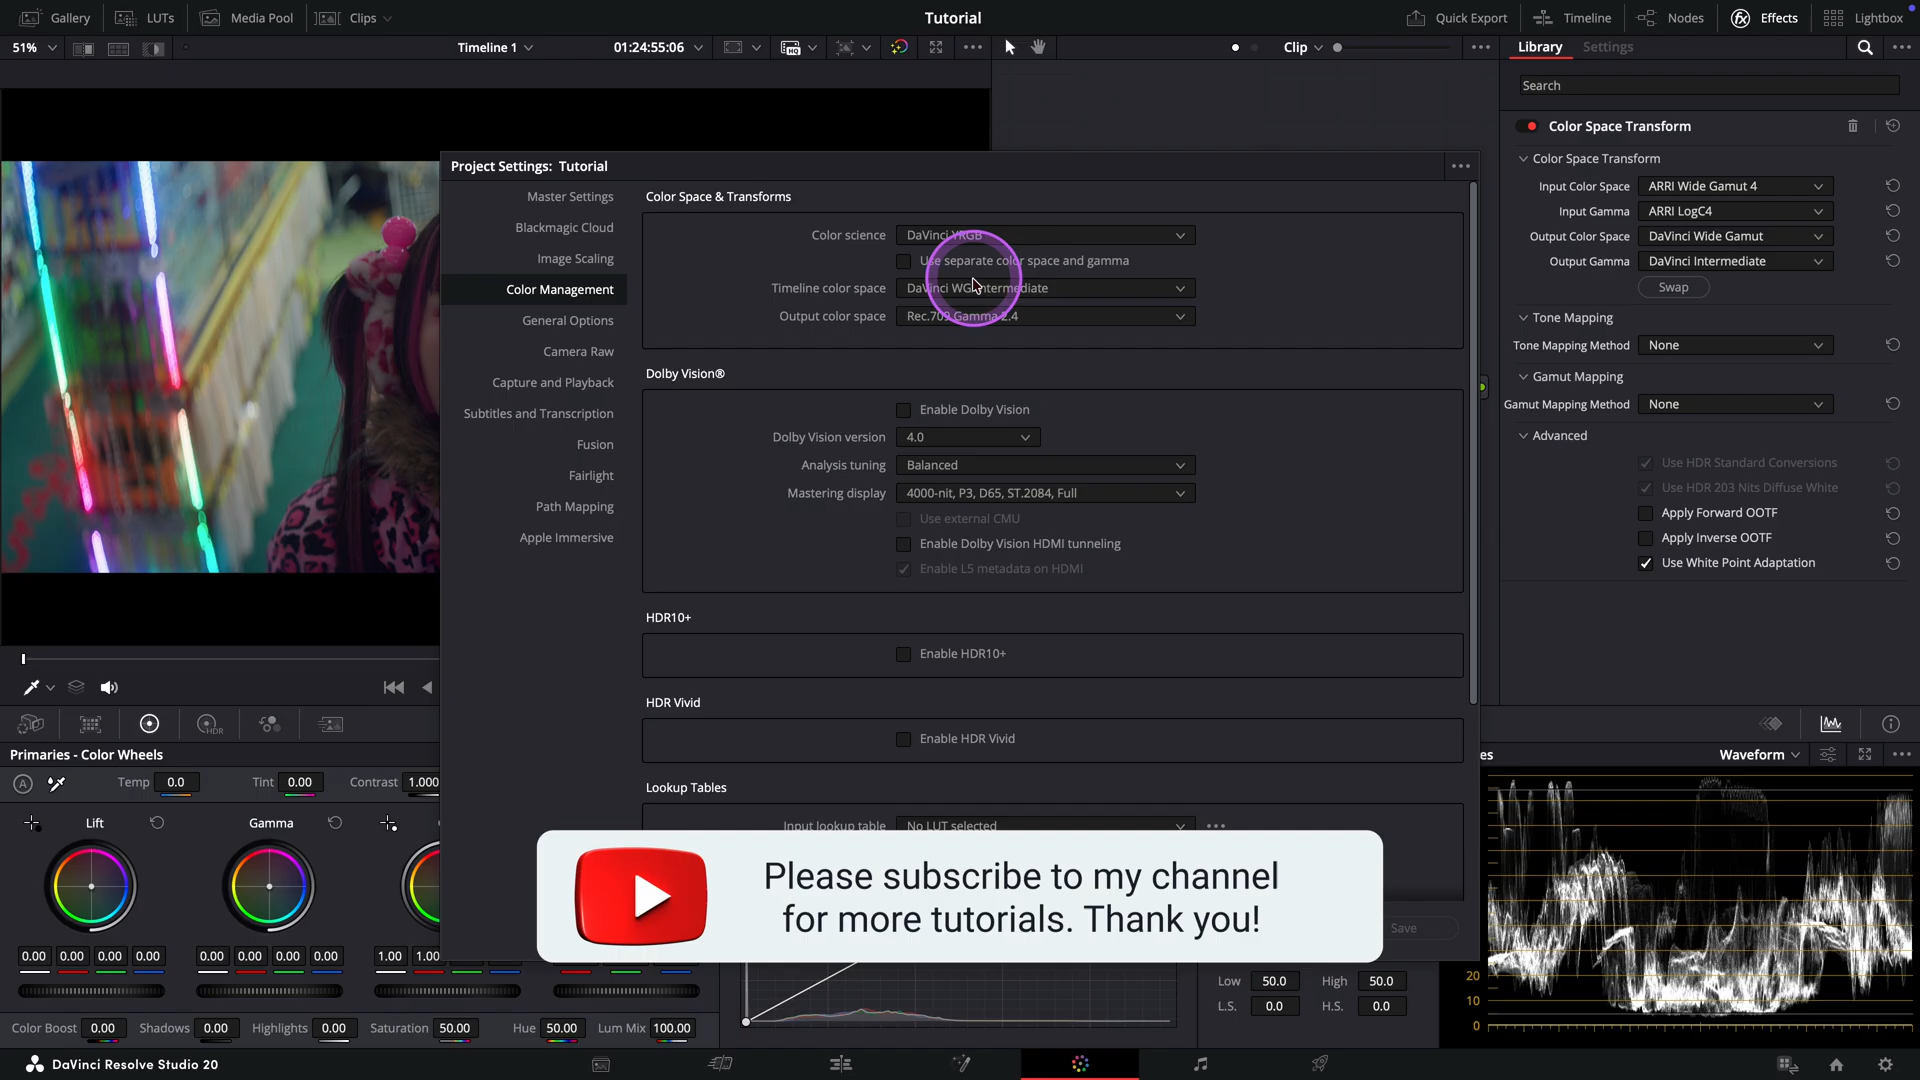 Gallery
LUTs
Media Pool
Clips
Tutorial
Quick Export
Timeline
Nodes
Effects
Lightbox
51%
Timeline 1
01:24:55:06
Clip
Library
Settings
Search
Color Space Transform
Color Space Transform
Input Color Space ARRI Wide Gamut 4
Input Gamma ARRI LogC4
Output Color Space DaVinci Wide Gamut
Output Gamma DaVinci Intermediate
Swap
Tone Mapping
Tone Mapping Method None
Gamut Mapping
Gamut Mapping Method None
Advanced
Use HDR Standard Conversions
Use HDR 203 Nits Diffuse White
Apply Forward OOTF
Apply Inverse OOTF
Use White Point Adaptation
Project Settings: Tutorial
Master Settings
Blackmagic Cloud
Image Scaling
Color Management
General Options
Camera Raw
Capture and Playback
Subtitles and Transcription
Fusion
Fairlight
Path Mapping
Apple Immersive
Color Space & Transforms
Color science DaVinci YRGB
Use separate color space and gamma
Timeline color space DaVinci WG/Intermediate
Output color space Rec.709 Gamma 2.4
Dolby Vision®
Enable Dolby Vision
Dolby Vision version 4.0
Analysis tuning Balanced
Mastering display 4000-nit, P3, D65, ST.2084, Full
Use external CMU
Enable Dolby Vision HDMI tunneling
Enable L5 metadata on HDMI
HDR10+
Enable HDR10+
HDR Vivid
Enable HDR Vivid
Lookup Tables
Input lookup table No LUT selected
Save
Please subscribe to my channel
for more tutorials. Thank you!
HDR
Primaries - Color Wheels
A
Temp 0.0 Tint 0.00 Contrast 1.000
Lift
Gamma
0.00 0.00 0.00 0.00
0.00 0.00 0.00 0.00
1.00
Color Boost 0.00 Shadows 0.00 Highlights 0.00 Saturation 50.00 Hue 50.00 Lum Mix 100.00
Low 50.0 High 50.0
L.S. 0.0 H.S. 0.0
Waveform
20
10
0
DaVinci Resolve Studio 20